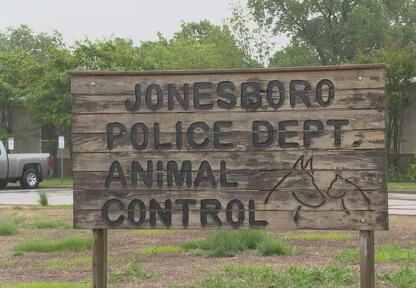 JONESBORO
POLICE DEPT.
ANIMAL
CONTROL